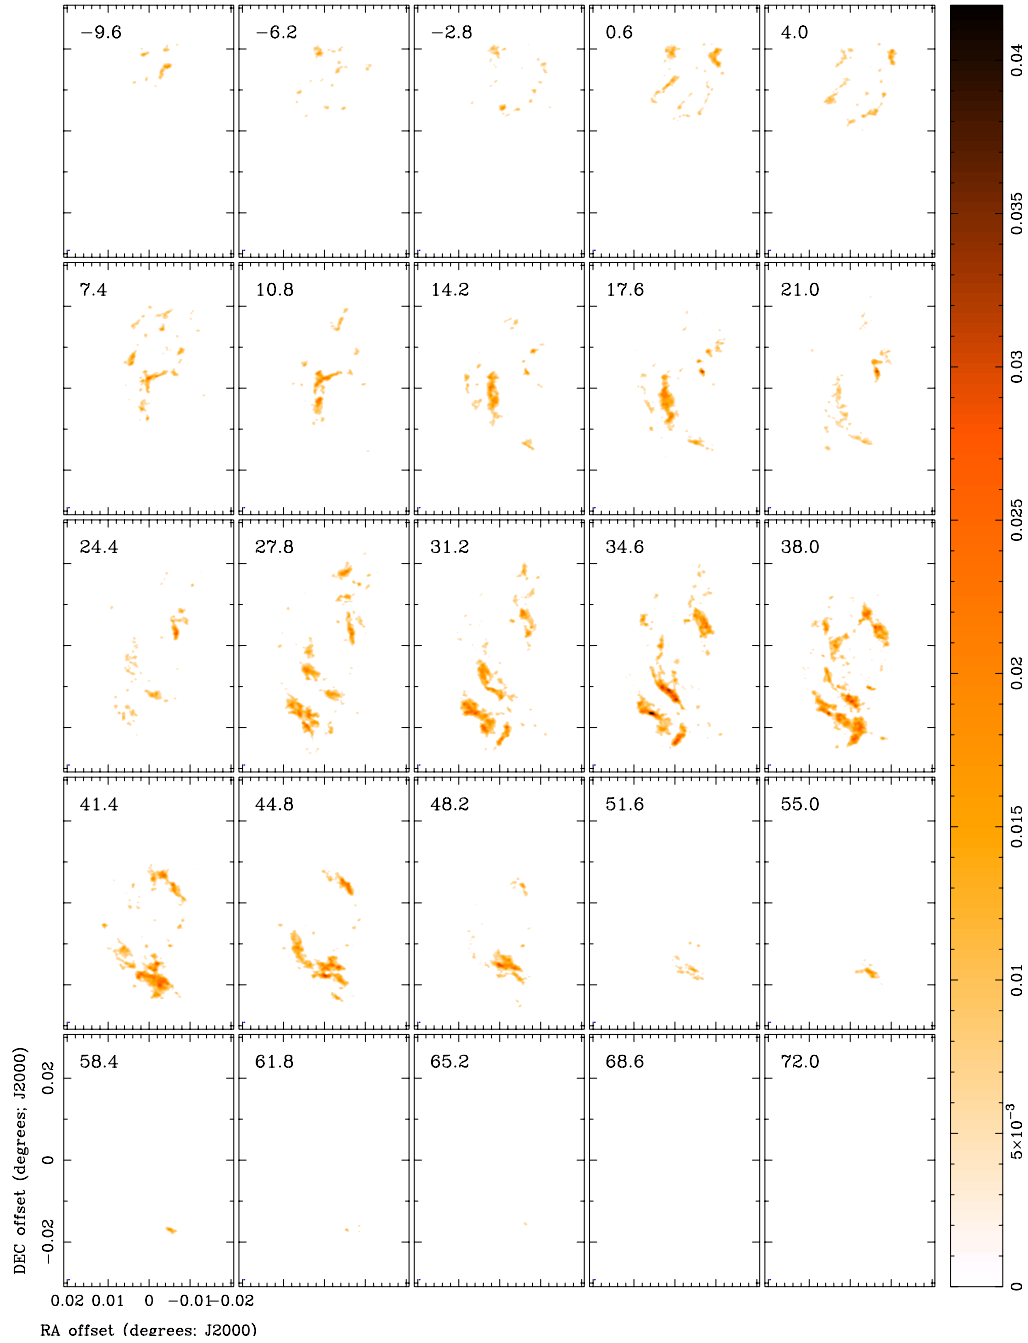 −9.6 −6.2 −2.8 0.6 4.0
7.4 10.8 14.2 17.6 21.0
24.4 27.8 31.2 34.6 38.0
41.4 44.8 48.2 51.6 55.0
58.4 61.8 65.2 68.6 72.0
0.02
0
−0.02
DEC offset (degrees; J2000)
0.02 0.01 0 −0.01 −0.02
RA offset (degrees; J2000)
0.04
0.035
0.03
0.025
0.02
0.015
0.01
5×10⁻³
0